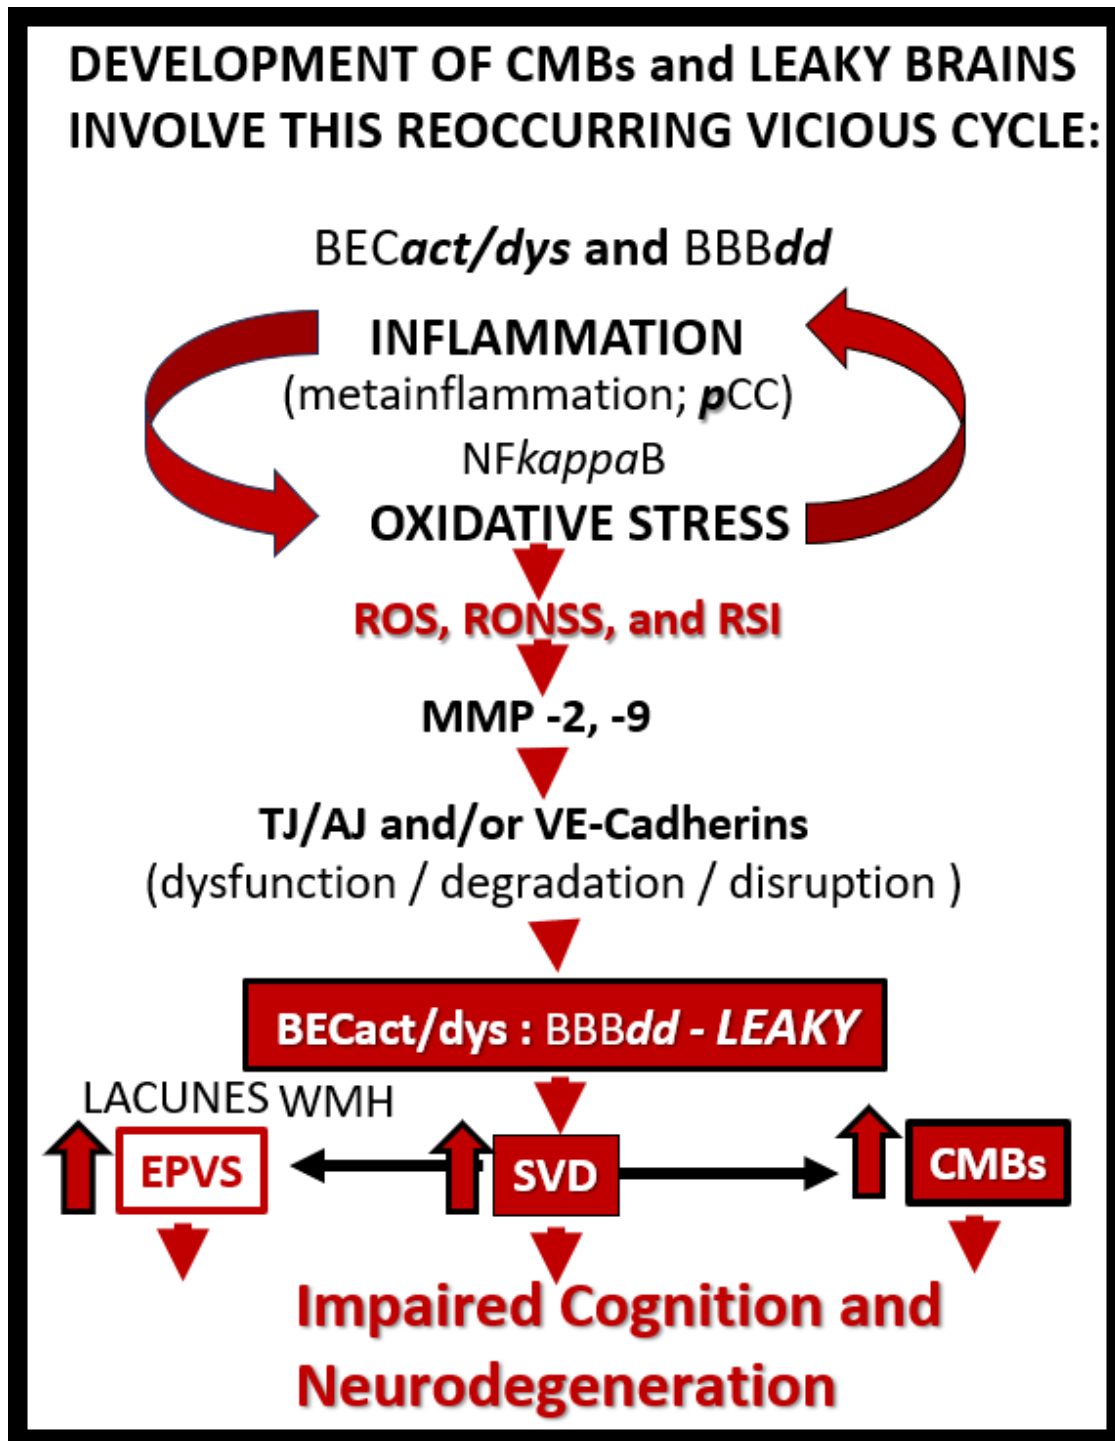 DEVELOPMENT OF CMBs and LEAKY BRAINS
INVOLVE THIS REOCCURRING VICIOUS CYCLE:
BECact/dys and BBBdd
INFLAMMATION
(metainflammation; pCC)
NFkappaB
OXIDATIVE STRESS
ROS, RONSS, and RSI
MMP -2, -9
TJ/AJ and/or VE-Cadherins
(dysfunction / degradation / disruption )
BECact/dys : BBBdd - LEAKY
LACUNES WMH
EPVS
SVD
CMBs
Impaired Cognition and
Neurodegeneration